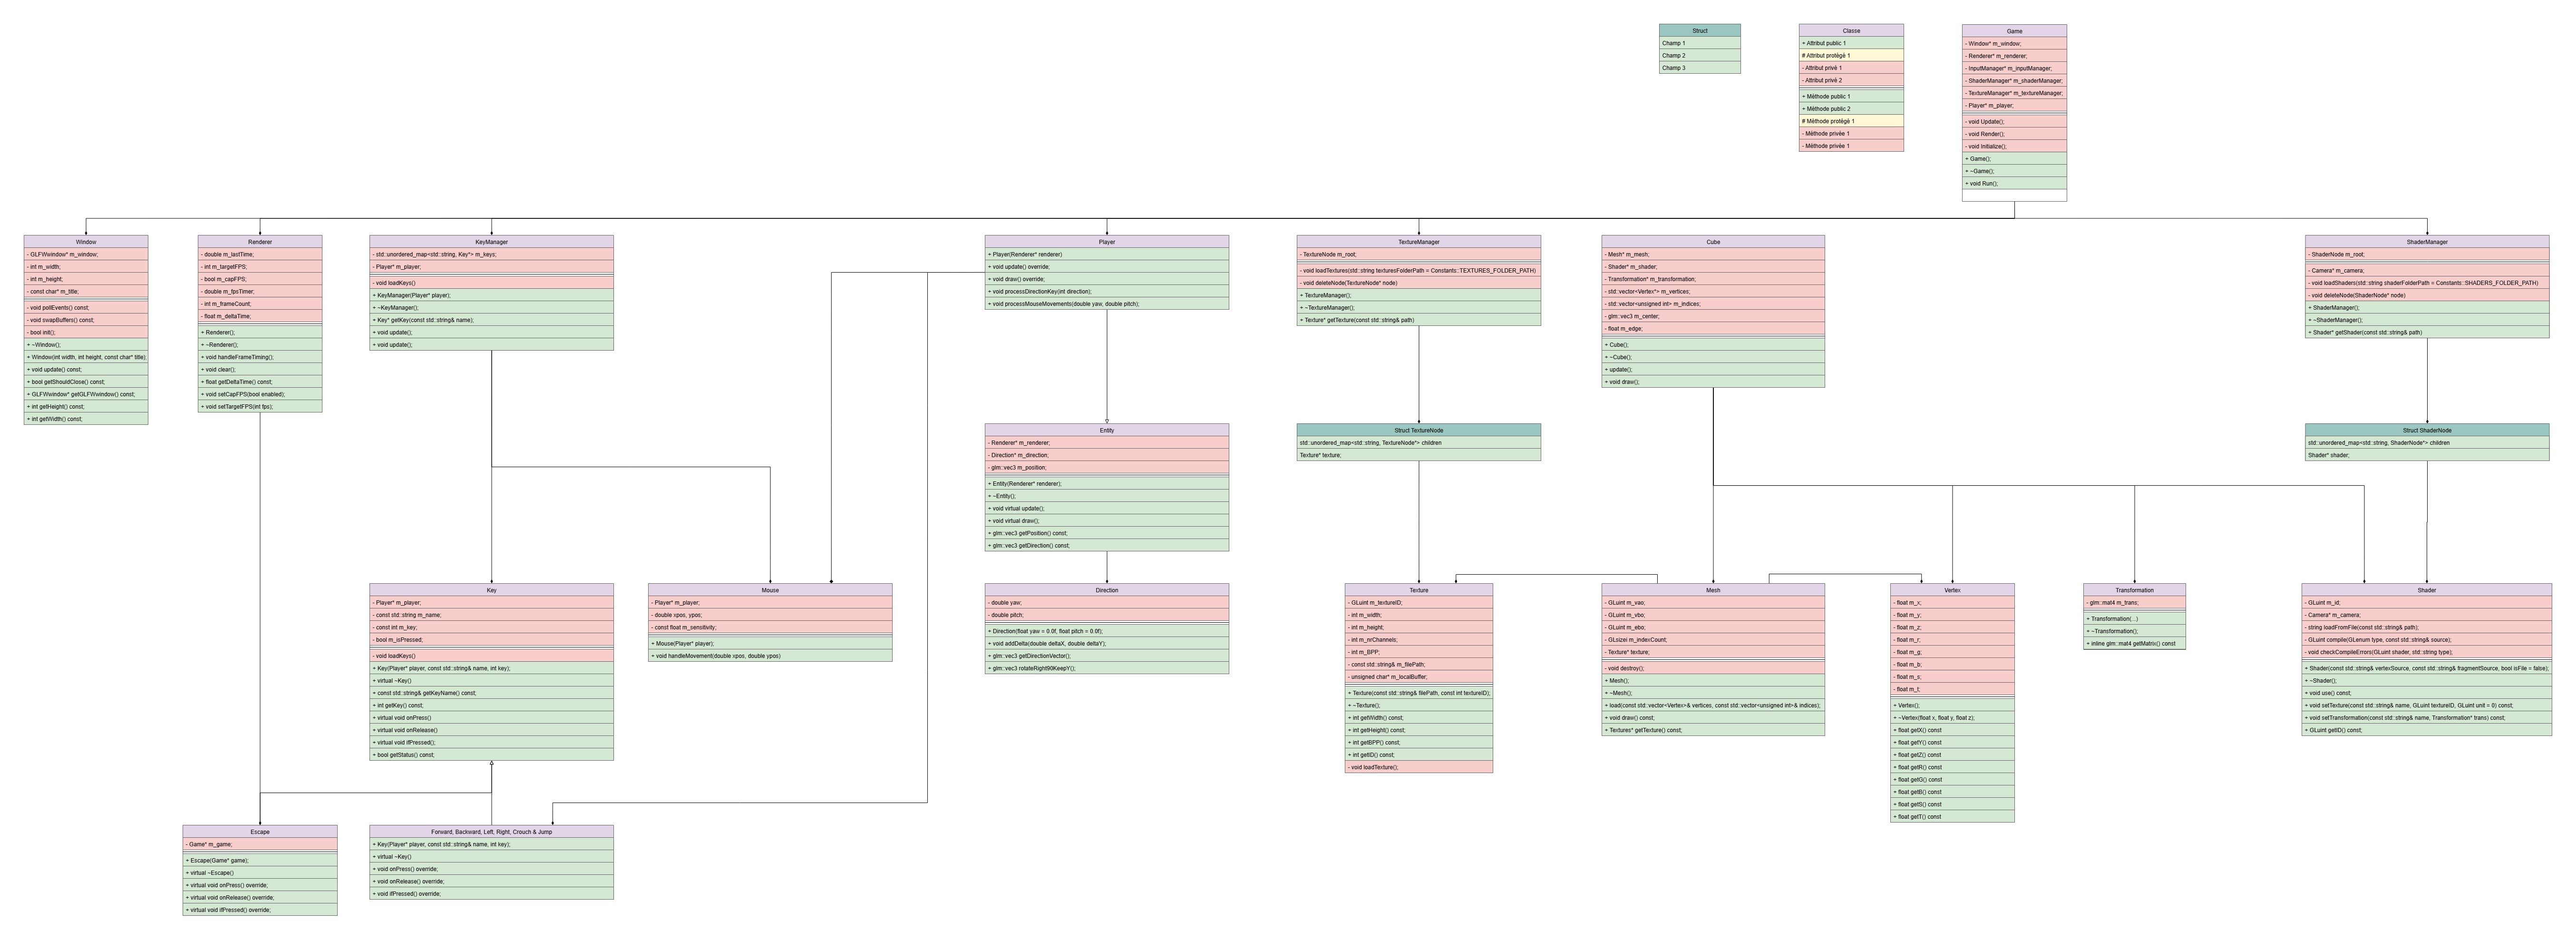 Struct
Champ 1
Champ 2
Champ 3
Classe
+ Attribut public 1
# Attribut protégé 1
- Attribut privé 1
- Attribut privé 2
+ Méthode public 1
+ Méthode public 2
# Méthode protégé 1
- Méthode privée 1
- Méthode privée 1
Game
- Window* m_window;
- Renderer* m_renderer;
- InputManager* m_inputManager;
- ShaderManager* m_shaderManager;
- TextureManager* m_textureManager;
- Player* m_player;
- void Update();
- void Render();
- void Initialize();
+ Game();
+ ~Game();
+ void Run();
Window
- GLFWwindow* m_window;
- int m_width;
- int m_height;
- const char* m_title;
- void pollEvents() const;
- void swapBuffers() const;
- bool init();
+ ~Window();
+ Window(int width, int height, const char* title);
+ void update() const;
+ bool getShouldClose() const;
+ GLFWwindow* getGLFWwindow() const;
+ int getHeight() const;
+ int getWidth() const;
Renderer
- double m_lastTime;
- int m_targetFPS;
- bool m_capFPS;
- double m_fpsTimer;
- int m_frameCount;
- float m_deltaTime;
+ Renderer();
+ ~Renderer();
+ void handleFrameTiming();
+ void clear();
+ float getDeltaTime() const;
+ void setCapFPS(bool enabled);
+ void setTargetFPS(int fps);
KeyManager
- std::unordered_map<std::string, Key*> m_keys;
- Player* m_player;
- void loadKeys()
+ KeyManager(Player* player);
+ ~KeyManager();
+ Key* getKey(const std::string& name);
+ void update();
+ void update();
Player
+ Player(Renderer* renderer)
+ void update() override;
+ void draw() override;
+ void processDirectionKey(int direction);
+ void processMouseMovements(double yaw, double pitch);
TextureManager
- TextureNode m_root;
- void loadTextures(std::string texturesFolderPath = Constants::TEXTURES_FOLDER_PATH)
- void deleteNode(TextureNode* node)
+ TextureManager();
+ ~TextureManager();
+ Texture* getTexture(const std::string& path)
Cube
- Mesh* m_mesh;
- Shader* m_shader;
- Transformation* m_transformation;
- std::vector<Vertex*> m_vertices;
- std::vector<unsigned int> m_indices;
- glm::vec3 m_center;
- float m_edge;
+ Cube();
+ ~Cube();
+ update();
+ void draw();
ShaderManager
- ShaderNode m_root;
- Camera* m_camera;
- void loadShaders(std::string shaderFolderPath = Constants::SHADERS_FOLDER_PATH)
- void deleteNode(ShaderNode* node)
+ ShaderManager();
+ ~ShaderManager();
+ Shader* getShader(const std::string& path)
Entity
- Renderer* m_renderer;
- Direction* m_direction;
- glm::vec3 m_position;
+ Entity(Renderer* renderer);
+ ~Entity();
+ void virtual update();
+ void virtual draw();
+ glm::vec3 getPosition() const;
+ glm::vec3 getDirection() const;
Struct TextureNode
std::unordered_map<std::string, TextureNode*> children
Texture* texture;
Struct ShaderNode
std::unordered_map<std::string, ShaderNode*> children
Shader* shader;
Key
- Player* m_player;
- const std::string m_name;
- const int m_key;
- bool m_isPressed;
- void loadKeys()
+ Key(Player* player, const std::string& name, int key);
+ virtual ~Key()
+ const std::string& getKeyName() const;
+ int getKey() const;
+ virtual void onPress()
+ virtual void onRelease()
+ virtual void ifPressed();
+ bool getStatus() const;
Mouse
- Player* m_player;
- double xpos, ypos;
- const float m_sensitivity;
+ Mouse(Player* player);
+ void handleMovement(double xpos, double ypos)
Direction
- double yaw;
- double pitch;
+ Direction(float yaw = 0.0f, float pitch = 0.0f);
+ void addDelta(double deltaX, double deltaY);
+ glm::vec3 getDirectionVector();
+ glm::vec3 rotateRight90KeepY();
Texture
- GLuint m_textureID;
- int m_width;
- int m_height;
- int m_nrChannels;
- int m_BPP;
- const std::string& m_filePath;
- unsigned char* m_localBuffer;
+ Texture(const std::string& filePath, const int textureID);
+ ~Texture();
+ int getWidth() const;
+ int getHeight() const;
+ int getBPP() const;
+ int getID() const;
- void loadTexture();
Mesh
- GLuint m_vao;
- GLuint m_vbo;
- GLuint m_ebo;
- GLsizei m_indexCount;
- Texture* texture;
- void destroy();
+ Mesh();
+ ~Mesh();
+ load(const std::vector<Vertex>& vertices, const std::vector<unsigned int>& indices);
+ void draw() const;
+ Textures* getTexture() const;
Vertex
- float m_x;
- float m_y;
- float m_z;
- float m_r;
- float m_g;
- float m_b;
- float m_s;
- float m_t;
+ Vertex();
+ ~Vertex(float x, float y, float z);
+ float getX() const
+ float getY() const
+ float getZ() const
+ float getR() const
+ float getG() const
+ float getB() const
+ float getS() const
+ float getT() const
Transformation
- glm::mat4 m_trans;
+ Transformation(...)
+ ~Transformation();
+ inline glm::mat4 getMatrix() const
Shader
- GLuint m_id;
- Camera* m_camera;
- string loadFromFile(const std::string& path);
- GLuint compile(GLenum type, const std::string& source);
- void checkCompileErrors(GLuint shader, std::string type);
+ Shader(const std::string& vertexSource, const std::string& fragmentSource, bool isFile = false);
+ ~Shader();
+ void use() const;
+ void setTexture(const std::string& name, GLuint textureID, GLuint unit = 0) const;
+ void setTransformation(const std::string& name, Transformation* trans) const;
+ GLuint getID() const;
Escape
- Game* m_game;
+ Escape(Game* game);
+ virtual ~Escape()
+ virtual void onPress() override;
+ virtual void onRelease() override;
+ virtual void ifPressed() override;
Forward, Backward, Left, Right, Crouch & Jump
+ Key(Player* player, const std::string& name, int key);
+ virtual ~Key()
+ void onPress() override;
+ void onRelease() override;
+ void ifPressed() override;